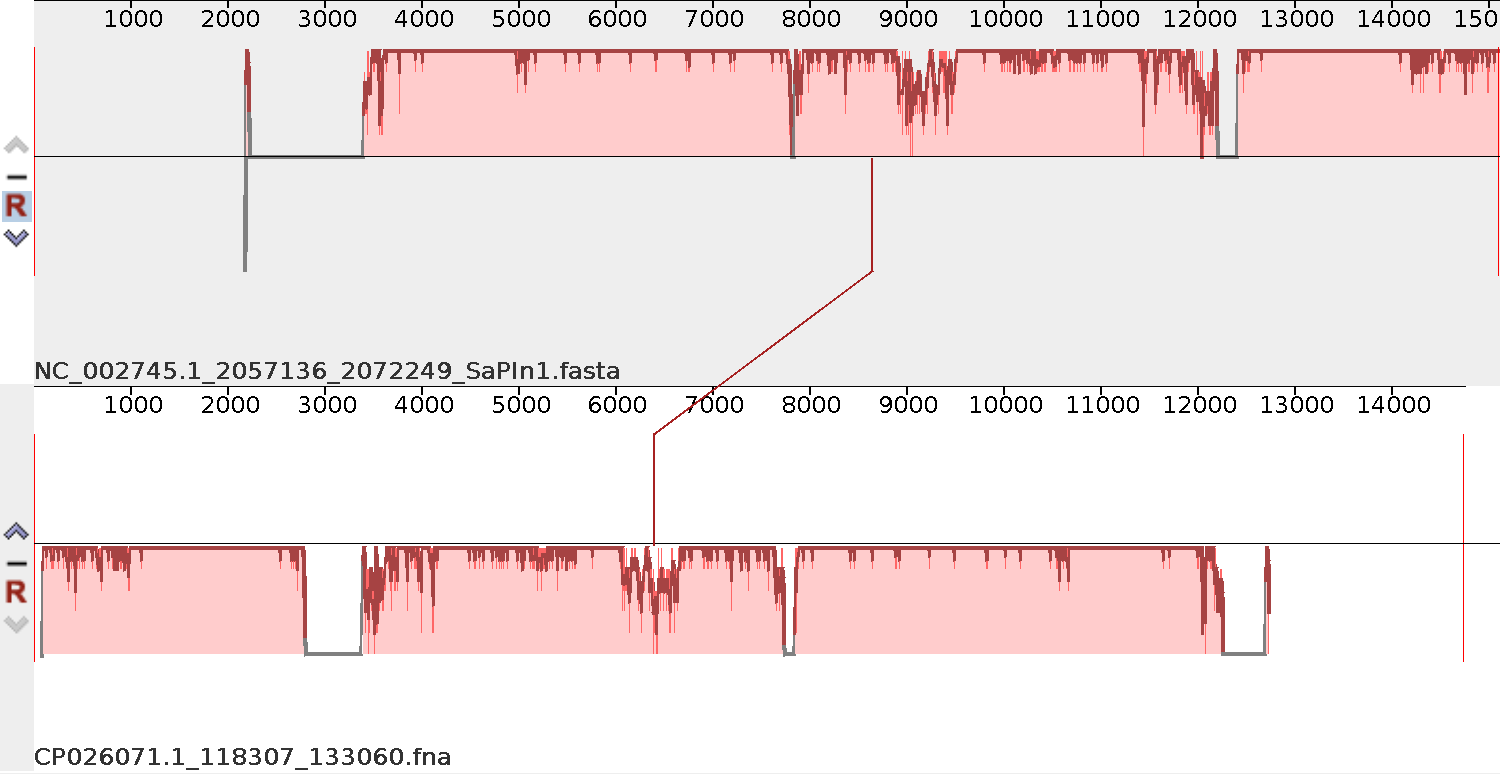 1000 2000 3000 4000 5000 6000 7000 8000 9000 10000 11000 12000 13000 14000 150
R
NC_002745.1_2057136_2072249_SaPIn1.fasta
1000 2000 3000 4000 5000 6000 7000 8000 9000 10000 11000 12000 13000 14000
R
CP026071.1_118307_133060.fna